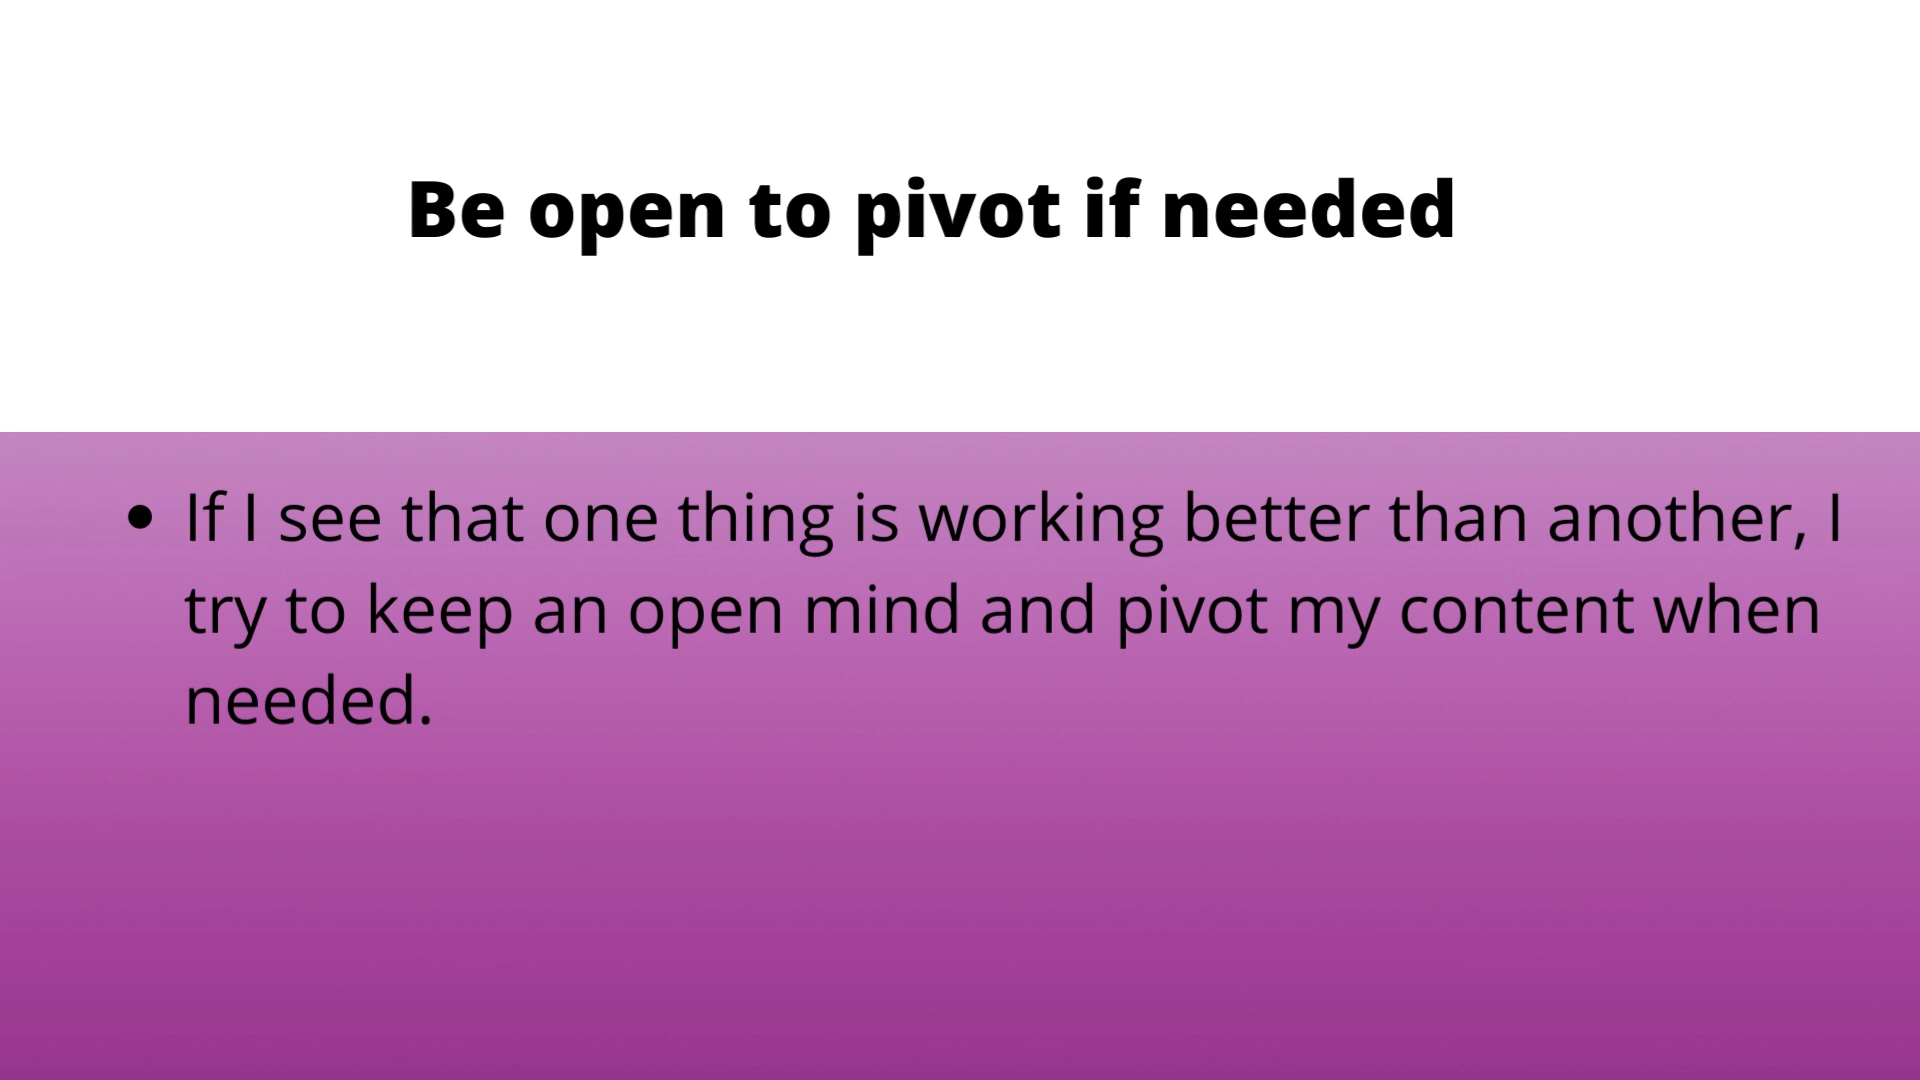 Be open to pivot if needed
• If I see that one thing is working better than another, I
try to keep an open mind and pivot my content when
needed.